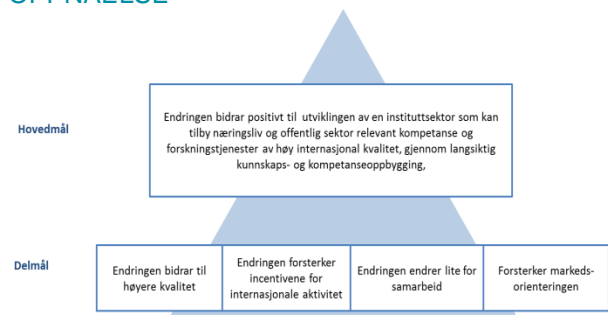 Hovedmål
Endringen bidrar positivt til utviklingen av en instituttsektor som kan
tilby næringsliv og offentlig sektor relevant kompetanse og
forskningstjenester av høy internasjonal kvalitet, gjennom langsiktig
kunnskaps- og kompetanseoppbygging,
Delmål
Endringen bidrar til
høyere kvalitet
Endringen forsterker
incentivene for
internasjonale aktivitet
Endringen endrer lite for
samarbeid
Forsterker markeds-
orienteringen